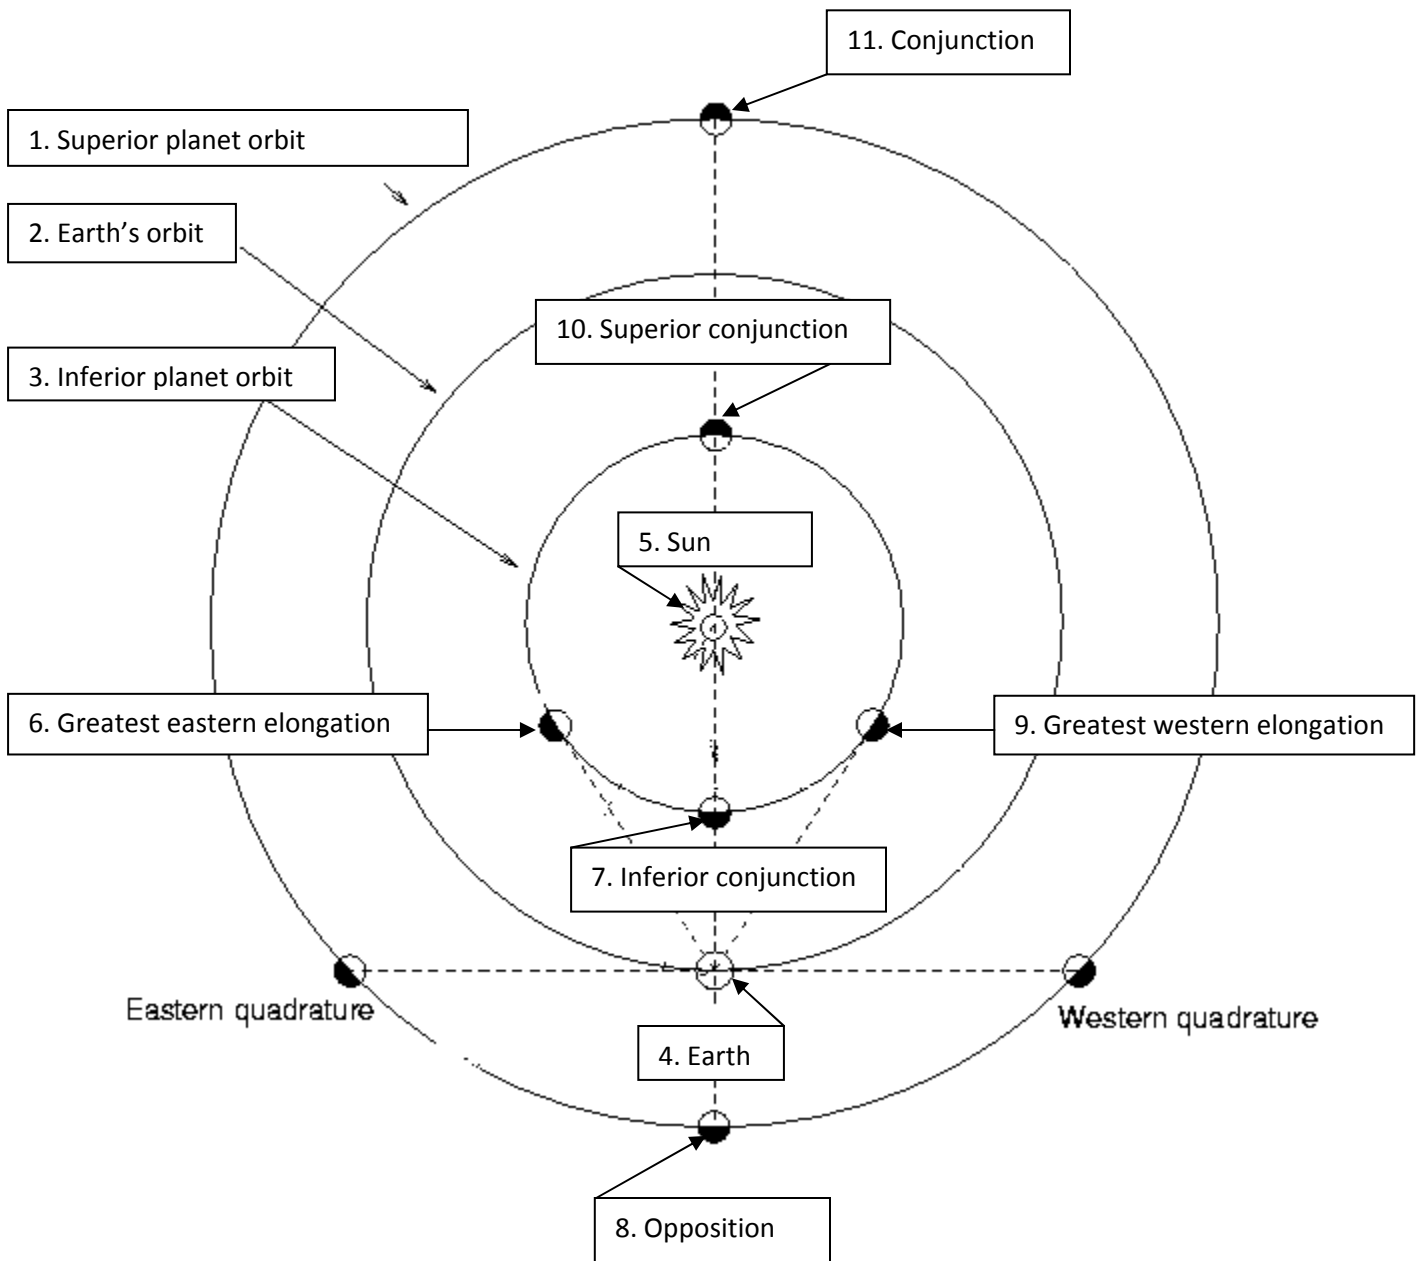 11. Conjunction
1. Superior planet orbit
2. Earth’s orbit
10. Superior conjunction
3. Inferior planet orbit
5. Sun
6. Greatest eastern elongation
9. Greatest western elongation
7. Inferior conjunction
Eastern quadrature
Western quadrature
4. Earth
8. Opposition